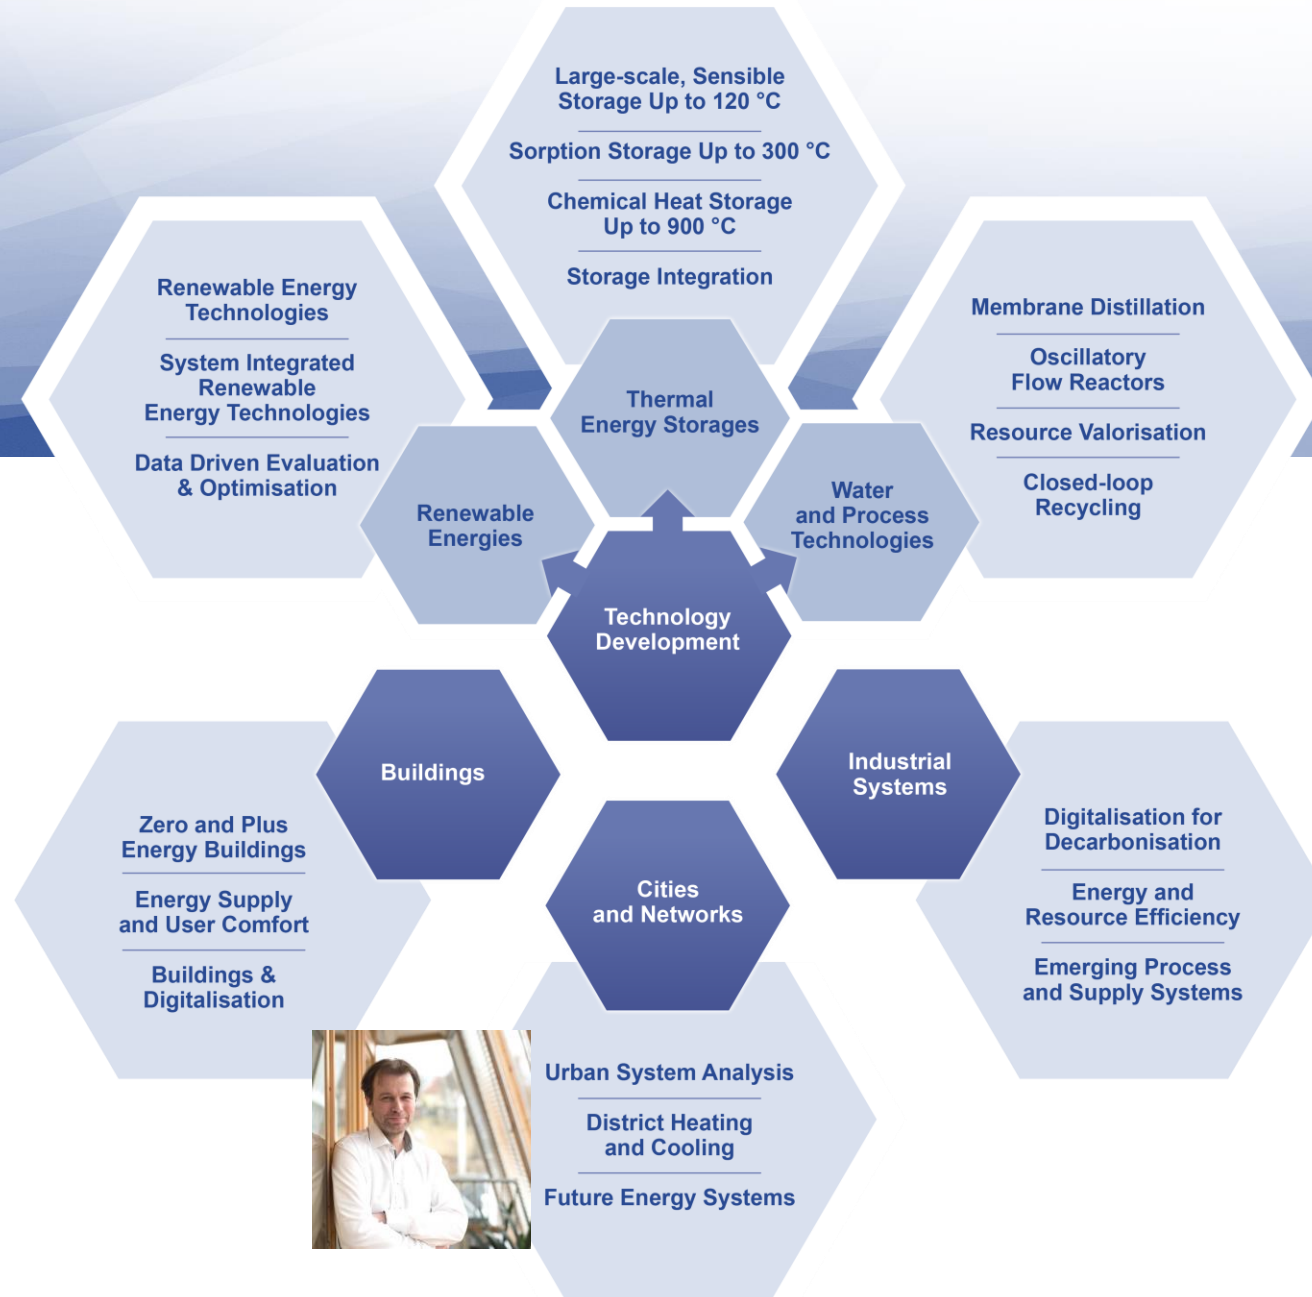 Large-scale, Sensible
Storage Up to 120 °C
Sorption Storage Up to 300 °C
Chemical Heat Storage
Up to 900 °C
Storage Integration
Thermal
Energy Storages
Renewable Energy
Technologies
System Integrated
Renewable
Energy Technologies
Data Driven Evaluation
& Optimisation
Renewable
Energies
Membrane Distillation
Oscillatory
Flow Reactors
Resource Valorisation
Closed-loop
Recycling
Water
and Process
Technologies
Technology
Development
Buildings
Zero and Plus
Energy Buildings
Energy Supply
and User Comfort
Buildings &
Digitalisation
Cities
and Networks
Urban System Analysis
District Heating
and Cooling
Future Energy Systems
Industrial
Systems
Digitalisation for
Decarbonisation
Energy and
Resource Efficiency
Emerging Process
and Supply Systems